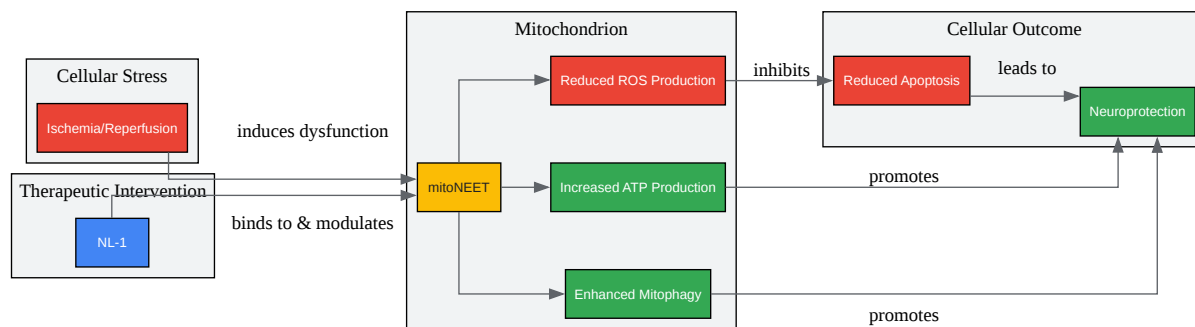 Cellular Stress
Ischemia/Reperfusion
Therapeutic Intervention
NL-1
induces dysfunction
binds to & modulates
Mitochondrion
mitoNEET
Reduced ROS Production
Increased ATP Production
Enhanced Mitophagy
inhibits
promotes
promotes
Cellular Outcome
Reduced Apoptosis
leads to
Neuroprotection